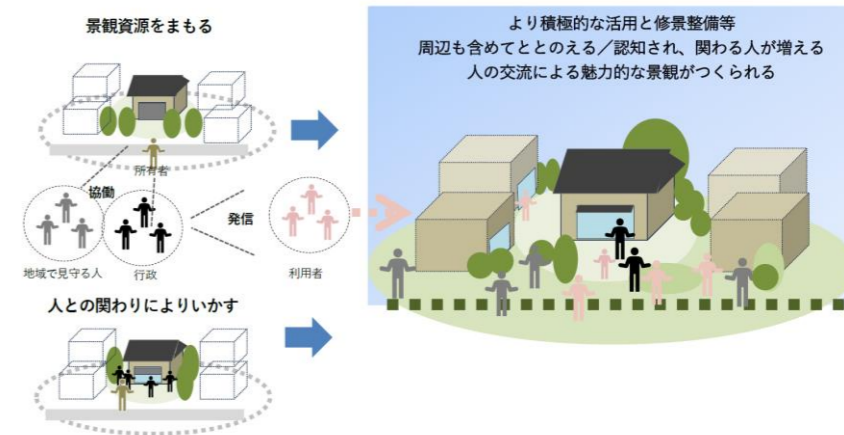 景観資源をまもる
所有者
協働
発信
地域で見守る人
行政
利用者
人との関わりによりいかす
より積極的な活用と修景整備等
周辺も含めてととのえる／認知され、関わる人が増える
人の交流による魅力的な景観がつくられる